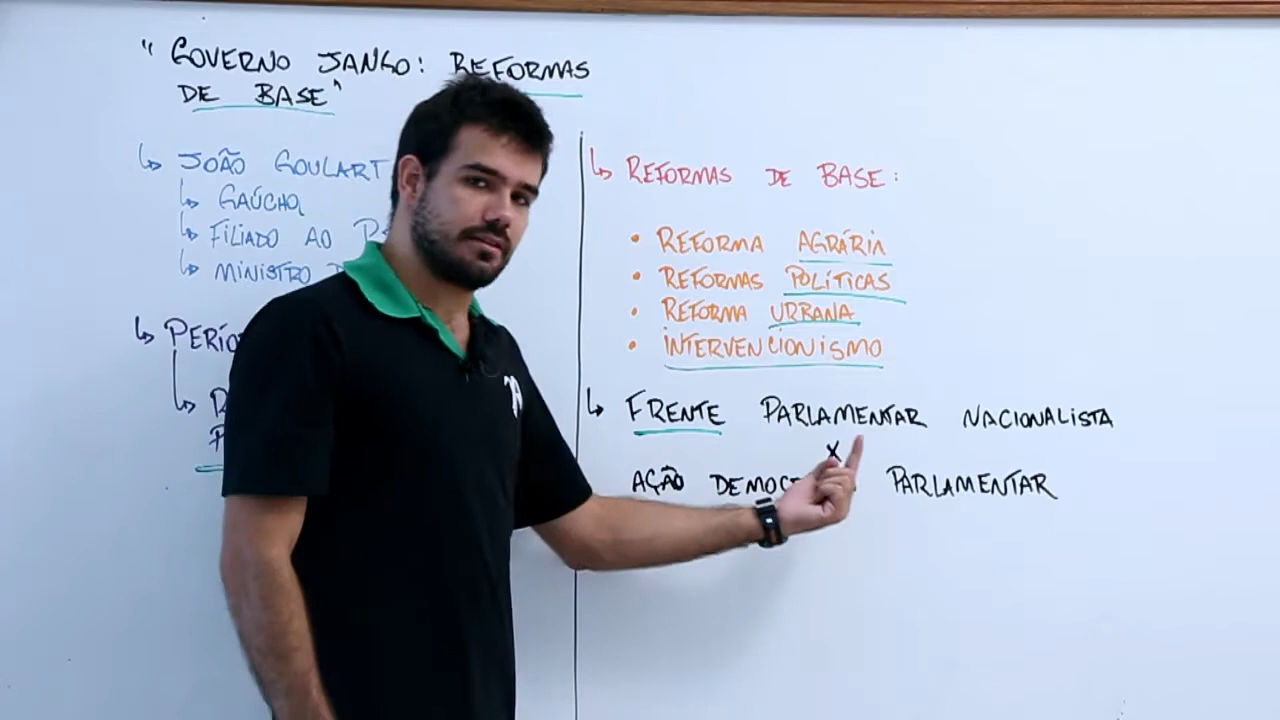 " GOVERNO JANGO: REFORMAS
DE BASE"
↳ JOÃO GOULART
↳ GAÚCHO
↳ FILIADO AO
↳ MINISTRO
↳
↳
↳ REFORMAS DE BASE:
• REFORMA AGRÁRIA
• REFORMAS POLÍTICAS
• REFORMA URBANA
• INTERVENCIONISMO
↳ FRENTE PARLAMENTAR NACIONALISTA
X
AÇÃO PARLAMENTAR